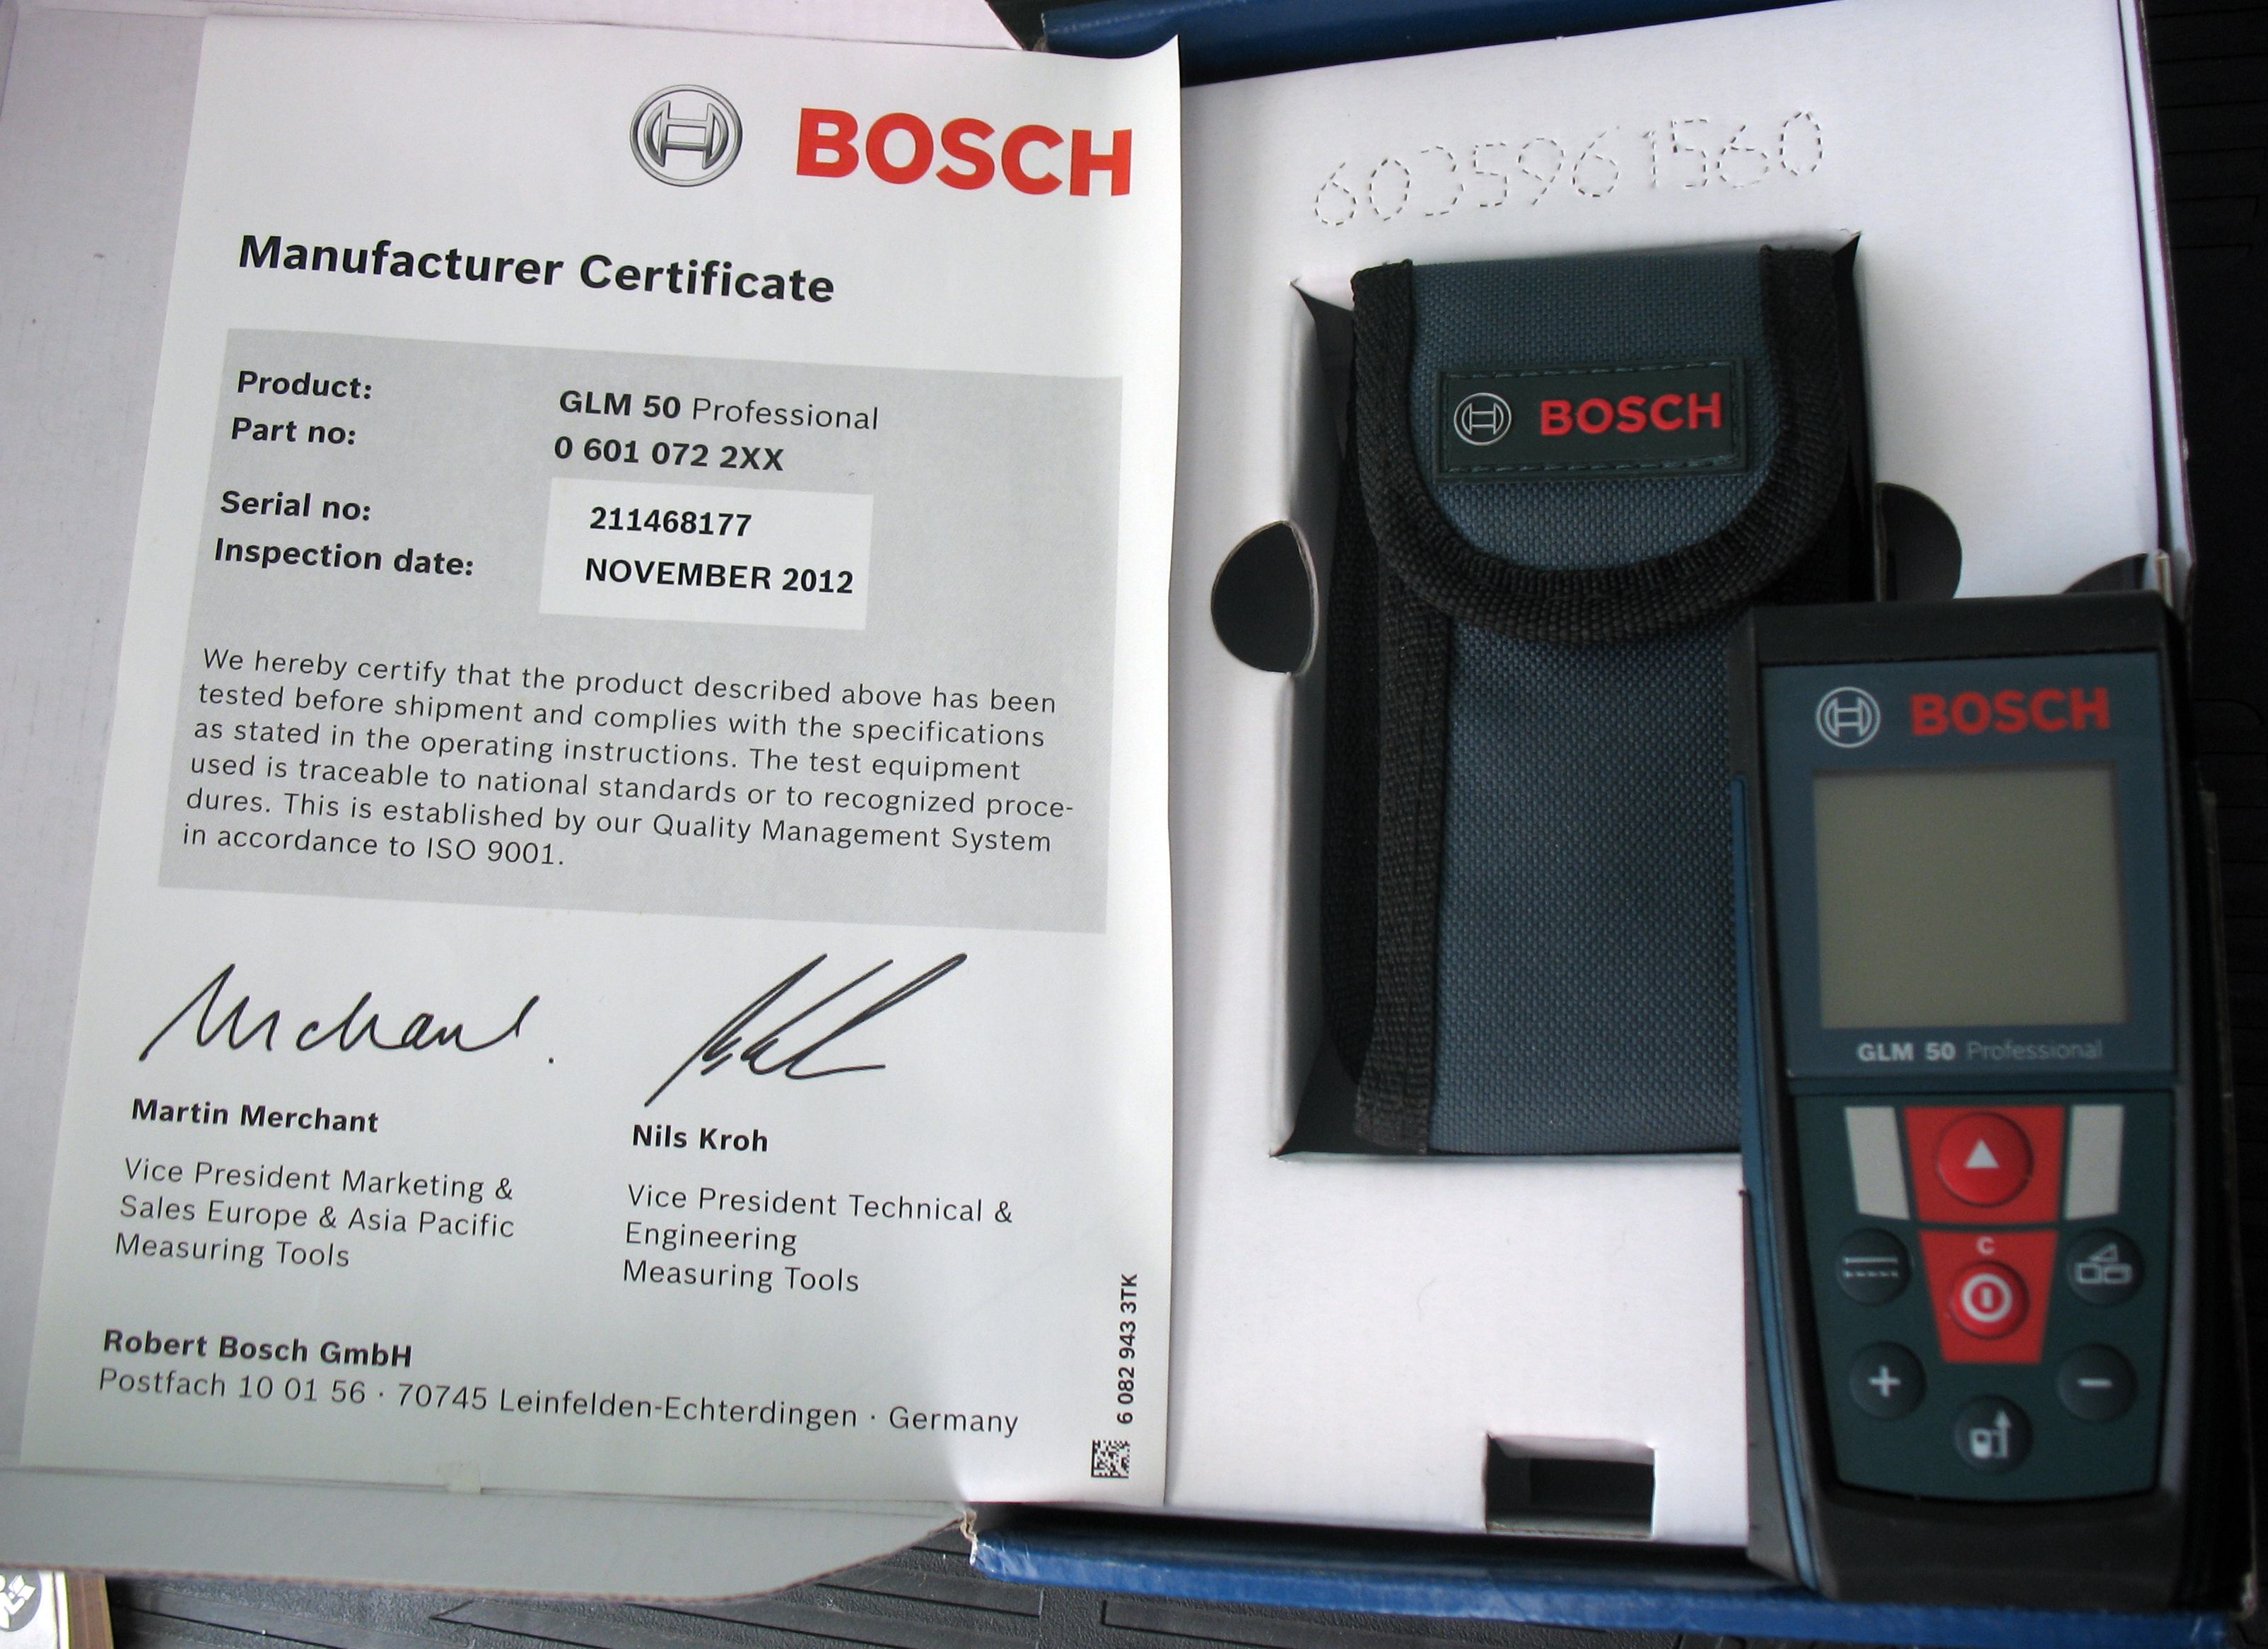 BOSCH
Manufacturer Certificate
Product: GLM 50 Professional
Part no: 0 601 072 2XX
Serial no: 211468177
Inspection date: NOVEMBER 2012
We hereby certify that the product described above has been
tested before shipment and complies with the specifications
as stated in the operating instructions. The test equipment
used is traceable to national standards or to recognized proce-
dures. This is established by our Quality Management System
in accordance to ISO 9001.
Martin Merchant
Vice President Marketing &
Sales Europe & Asia Pacific
Measuring Tools
Nils Kroh
Vice President Technical &
Engineering
Measuring Tools
Robert Bosch GmbH
Postfach 10 01 56 · 70745 Leinfelden-Echterdingen · Germany
6 082 943 3TK
6035961560
BOSCH
BOSCH
GLM 50 Professional
C
+
−